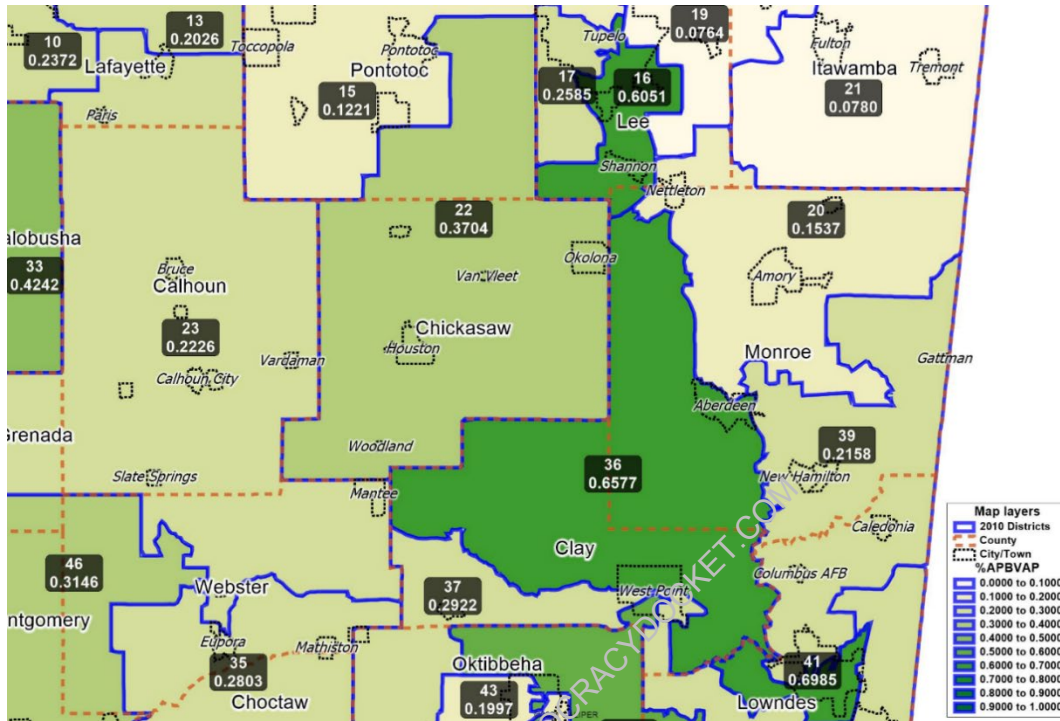 13
0.2026
10
0.2372
Lafayette
Toccopola
Pontotoc
Pontotoc
15
0.1221
Paris
Tupelo
17
0.2585
16
0.6051
Lee
Shannon
Nettleton
19
0.0764
Fulton
Itawamba
Tremont
21
0.0780
alobusha
33
0.4242
Bruce
Calhoun
23
0.2226
Vardaman
Calhoun City
22
0.3704
Van Vleet
Okolona
Chickasaw
Houston
20
0.1537
Amory
Monroe
Gattman
Aberdeen
Grenada
Woodland
Slate Springs
Mantee
36
0.6577
39
0.2158
New Hamilton
Caledonia
Clay
Columbus AFB
West Point
46
0.3146
ntgomery
Webster
37
0.2922
Eupora
Mathiston
35
0.2803
Choctaw
Oktibbeha
43
0.1997
41
0.6985
Lowndes
Map layers
2010 Districts
County
City/Town
%APBVAP
0.0000 to 0.1000
0.1000 to 0.2000
0.2000 to 0.3000
0.3000 to 0.4000
0.4000 to 0.5000
0.5000 to 0.6000
0.6000 to 0.7000
0.7000 to 0.8000
0.8000 to 0.9000
0.9000 to 1.0000
RACYDOCKET.COM